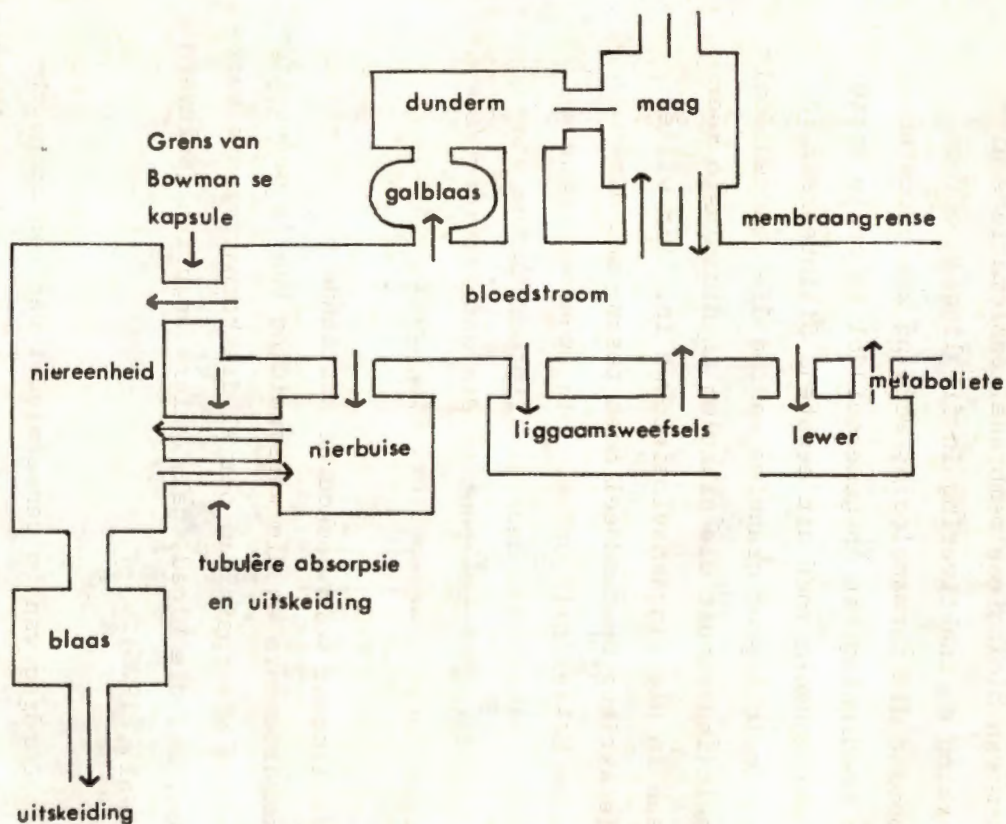 dunderm
maag
Grens van
Bowman se
kapsule
galblaas
membraangrense
bloedstroom
niereenheid
metaboliete
nierbuise
liggaamsweefsels
lewer
tubulêre absorpsie
en uitskeiding
blaas
uitskeiding